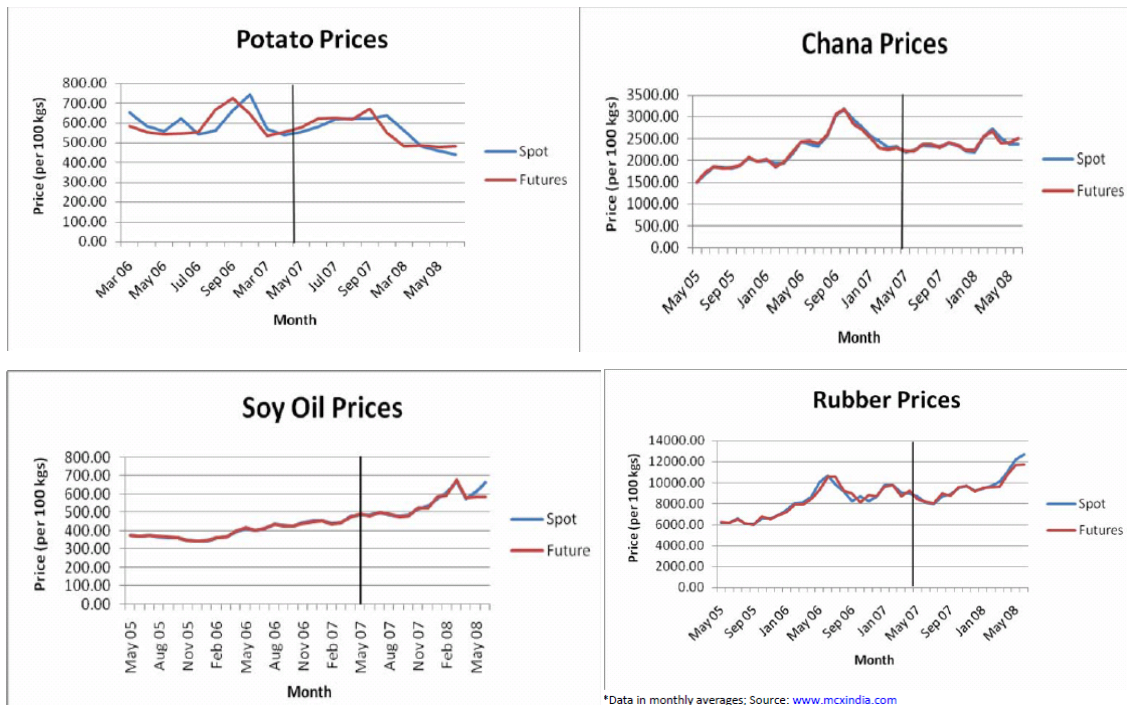 Potato Prices
Price (per 100 kgs)
800.00
700.00
600.00
500.00
400.00
300.00
200.00
100.00
0.00
Mar 06
May 06
Jul 06
Sep 06
Mar 07
May 07
Jul 07
Sep 07
Mar 08
May 08
Month
Spot
Futures
Chana Prices
Price (per 100 kgs)
3500.00
3000.00
2500.00
2000.00
1500.00
1000.00
500.00
0.00
May 05
Sep 05
Jan 06
May 06
Sep 06
Jan 07
May 07
Sep 07
Jan 08
May 08
Month
Spot
Futures
Soy Oil Prices
Price (per 100 kgs)
800.00
700.00
600.00
500.00
400.00
300.00
200.00
100.00
0.00
May 05
Aug 05
Nov 05
Feb 06
May 06
Aug 06
Nov 06
Feb 07
May 07
Aug 07
Nov 07
Feb 08
May 08
Month
Spot
Future
Rubber Prices
Price (per 100 kgs)
14000.00
12000.00
10000.00
8000.00
6000.00
4000.00
2000.00
0.00
May 05
Sep 05
Jan 06
May 06
Sep 06
Jan 07
May 07
Sep 07
Jan 08
May 08
Month
Spot
Futures
*Data in monthly averages; Source: www.mcxindia.com